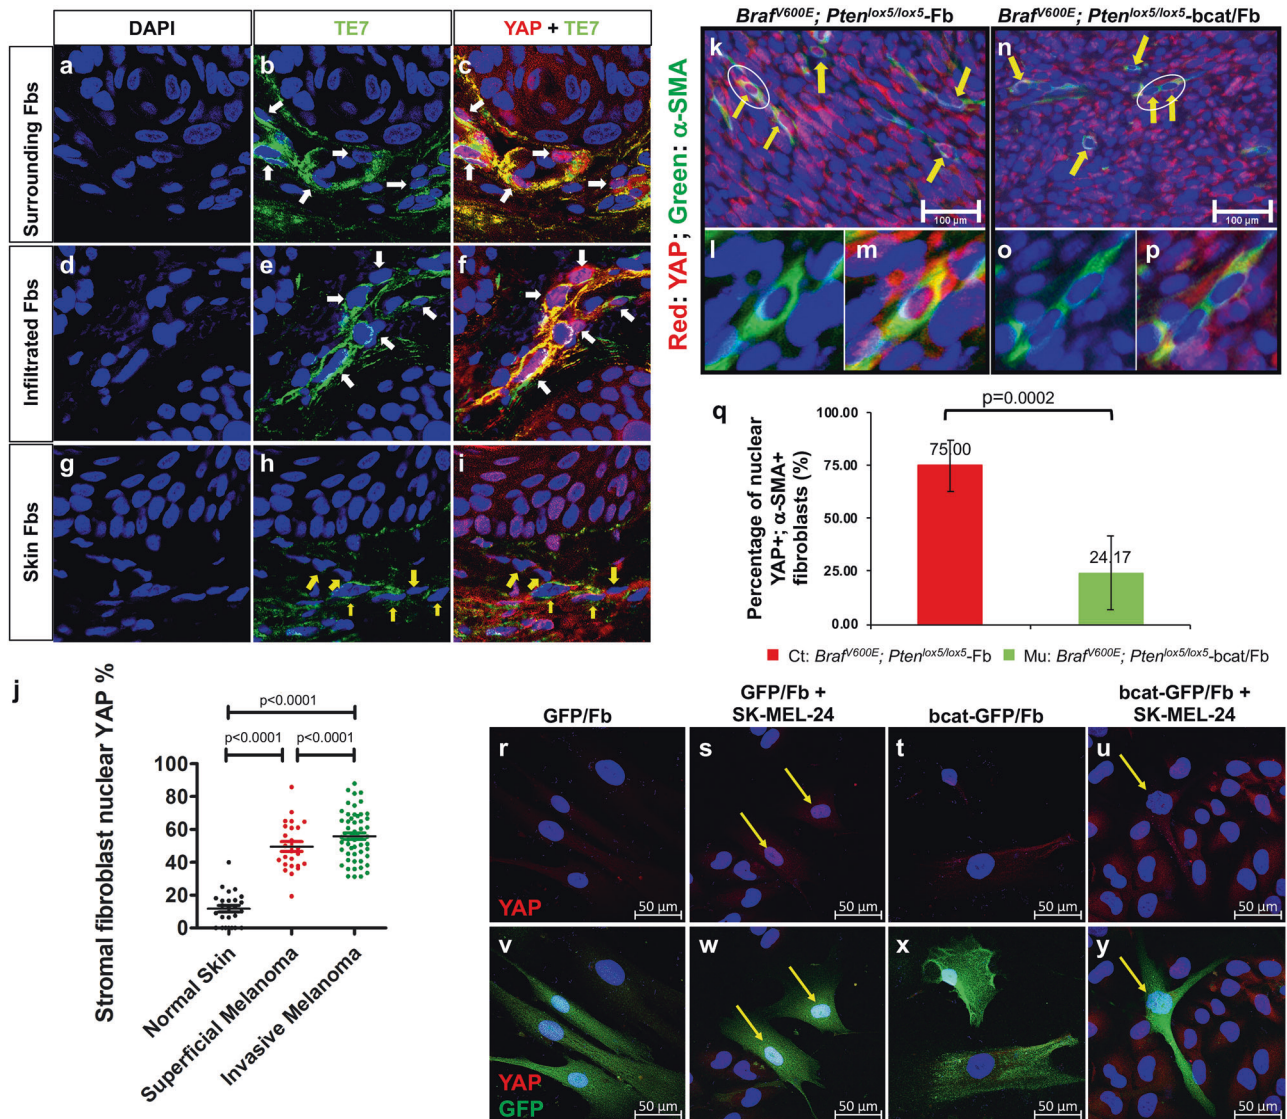 DAPI
TE7
YAP + TE7
Surrounding Fbs
a
b
c
Infiltrated Fbs
d
e
f
Skin Fbs
g
h
i
Braf^V600E; Pten^lox5/lox5-Fb
Braf^V600E; Pten^lox5/lox5-bcat/Fb
Red: YAP; Green: α-SMA
k
n
100 µm
100 µm
l
m
o
p
q
p=0.0002
Percentage of nuclear
YAP+; α-SMA+
fibroblasts (%)
100.00
75.00
50.00
25.00
0.00
75.00
24.17
Ct: Braf^V600E; Pten^lox5/lox5-Fb
Mu: Braf^V600E; Pten^lox5/lox5-bcat/Fb
j
Stromal fibroblast nuclear YAP %
p<0.0001
p<0.0001
p<0.0001
100
80
60
40
20
0
Normal Skin
Superficial Melanoma
Invasive Melanoma
GFP/Fb
GFP/Fb +
SK-MEL-24
bcat-GFP/Fb
bcat-GFP/Fb +
SK-MEL-24
r
s
t
u
YAP
50 µm
50 µm
50 µm
50 µm
v
w
x
y
YAP
GFP
50 µm
50 µm
50 µm
50 µm